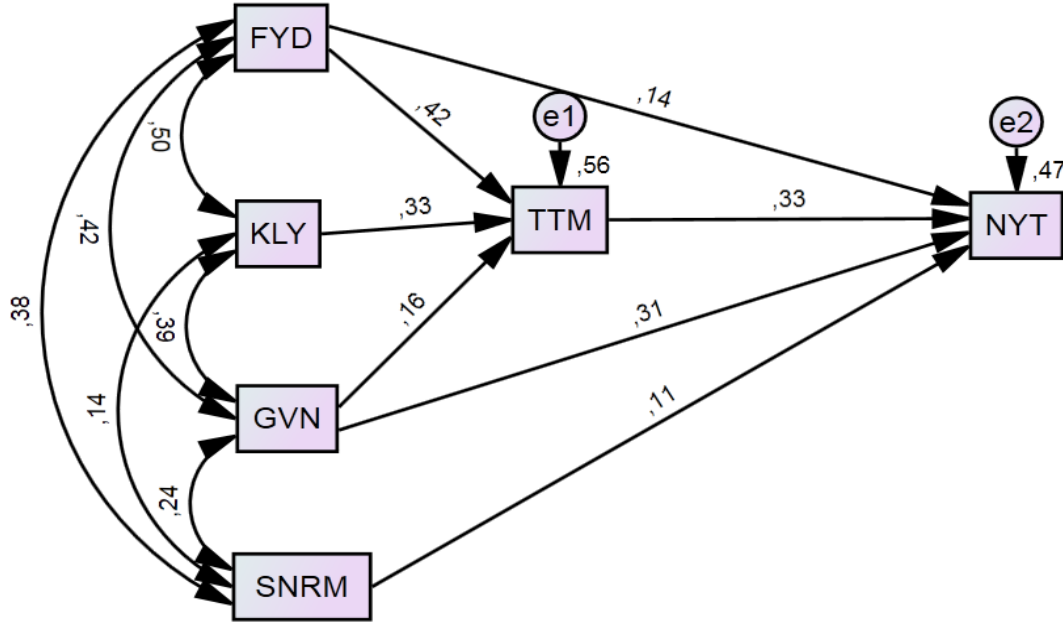 FYD
,14
,42
e1
e2
,50
,56
,47
KLY
,33
TTM
,33
NYT
,42
,38
,39
,16
,31
,14
GVN
,11
,24
SNRM